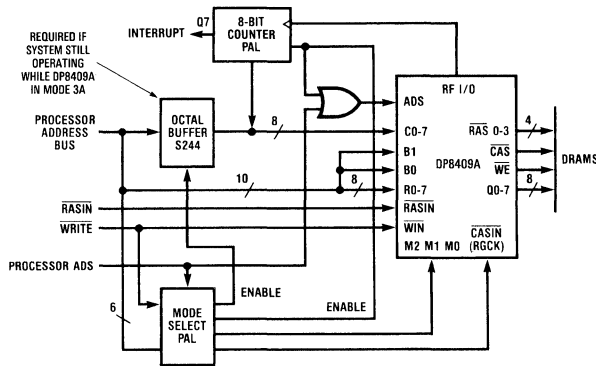 Q7
INTERRUPT
8-BIT
COUNTER
PAL
REQUIRED IF
SYSTEM STILL
OPERATING
WHILE DP8409A
IN MODE 3A
RF I/O
OCTAL
BUFFER
S244
PROCESSOR
ADDRESS
BUS
8
ADS
C0-7
RAS 0-3
4
B1
CAS
DP8409A
DRAMS
10
8
B0
WE
R0-7
Q0-7
8
RASIN
RASIN
WRITE
WIN
CASIN
M2 M1 M0 (RGCK)
PROCESSOR ADS
ENABLE
ENABLE
6
MODE
SELECT
PAL